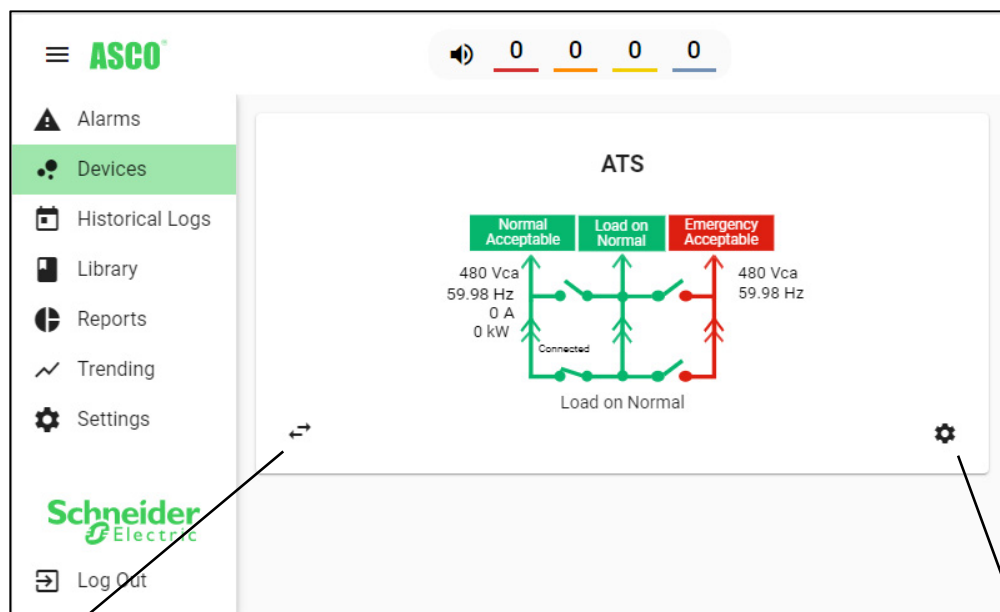 ASCO®
0 0 0 0
Alarms
Devices
Historical Logs
Library
Reports
Trending
Settings
Schneider
Electric
Log Out
ATS
Normal Acceptable
Load on Normal
Emergency Acceptable
480 Vca
59.98 Hz
0 A
0 kW
480 Vca
59.98 Hz
Connected
Load on Normal